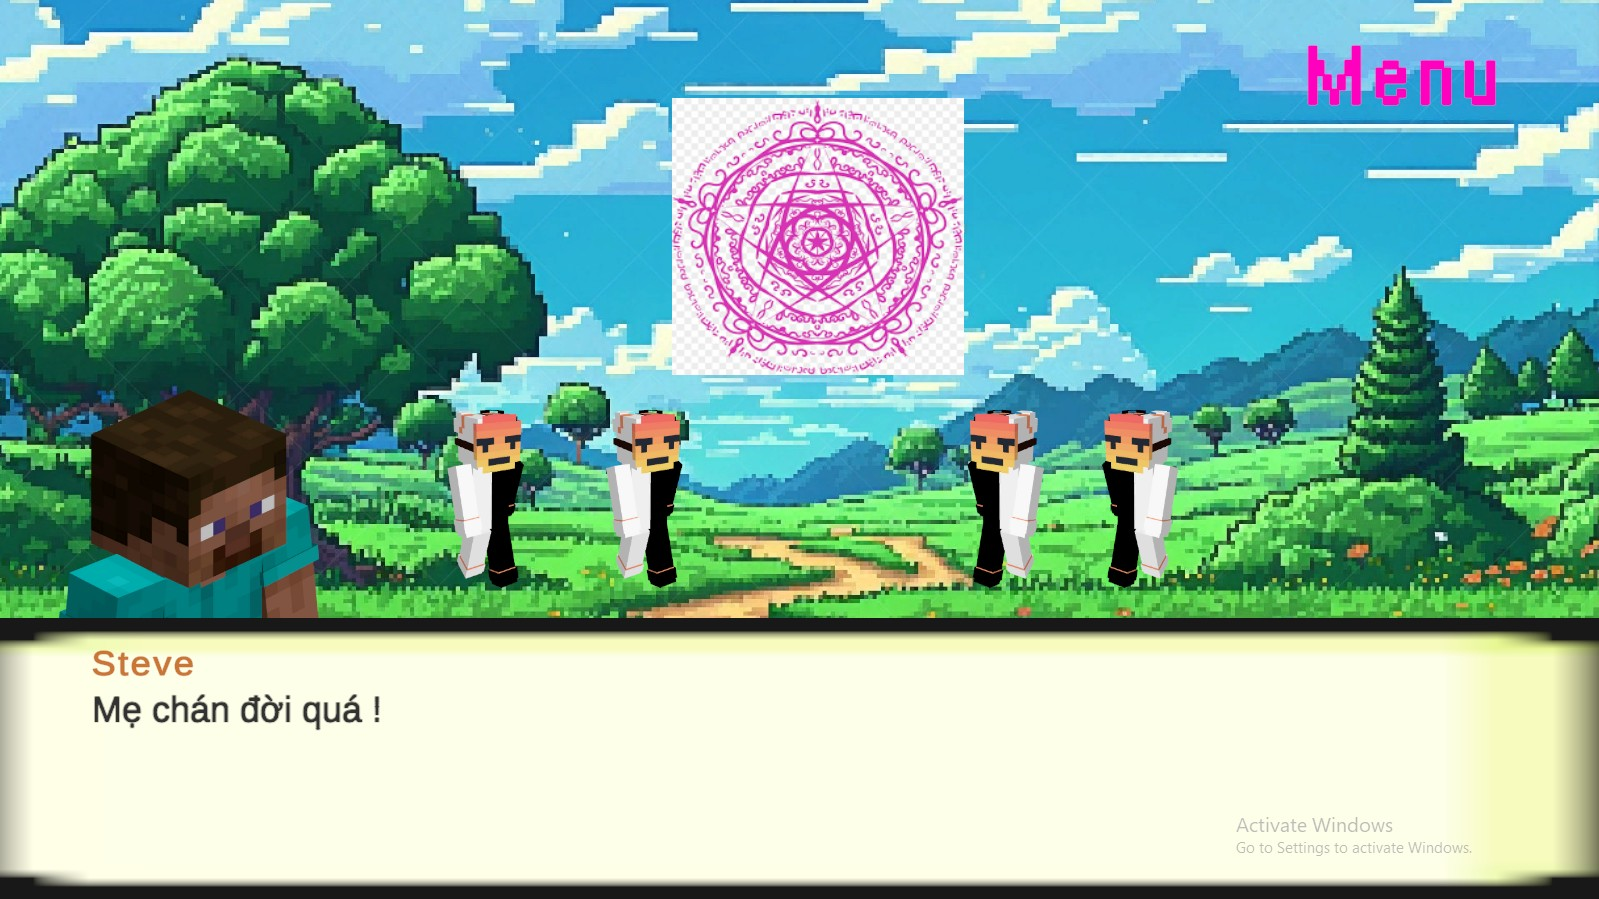 Menu
Steve
Mẹ chán đời quá !
Activate Windows
Go to Settings to activate Windows.